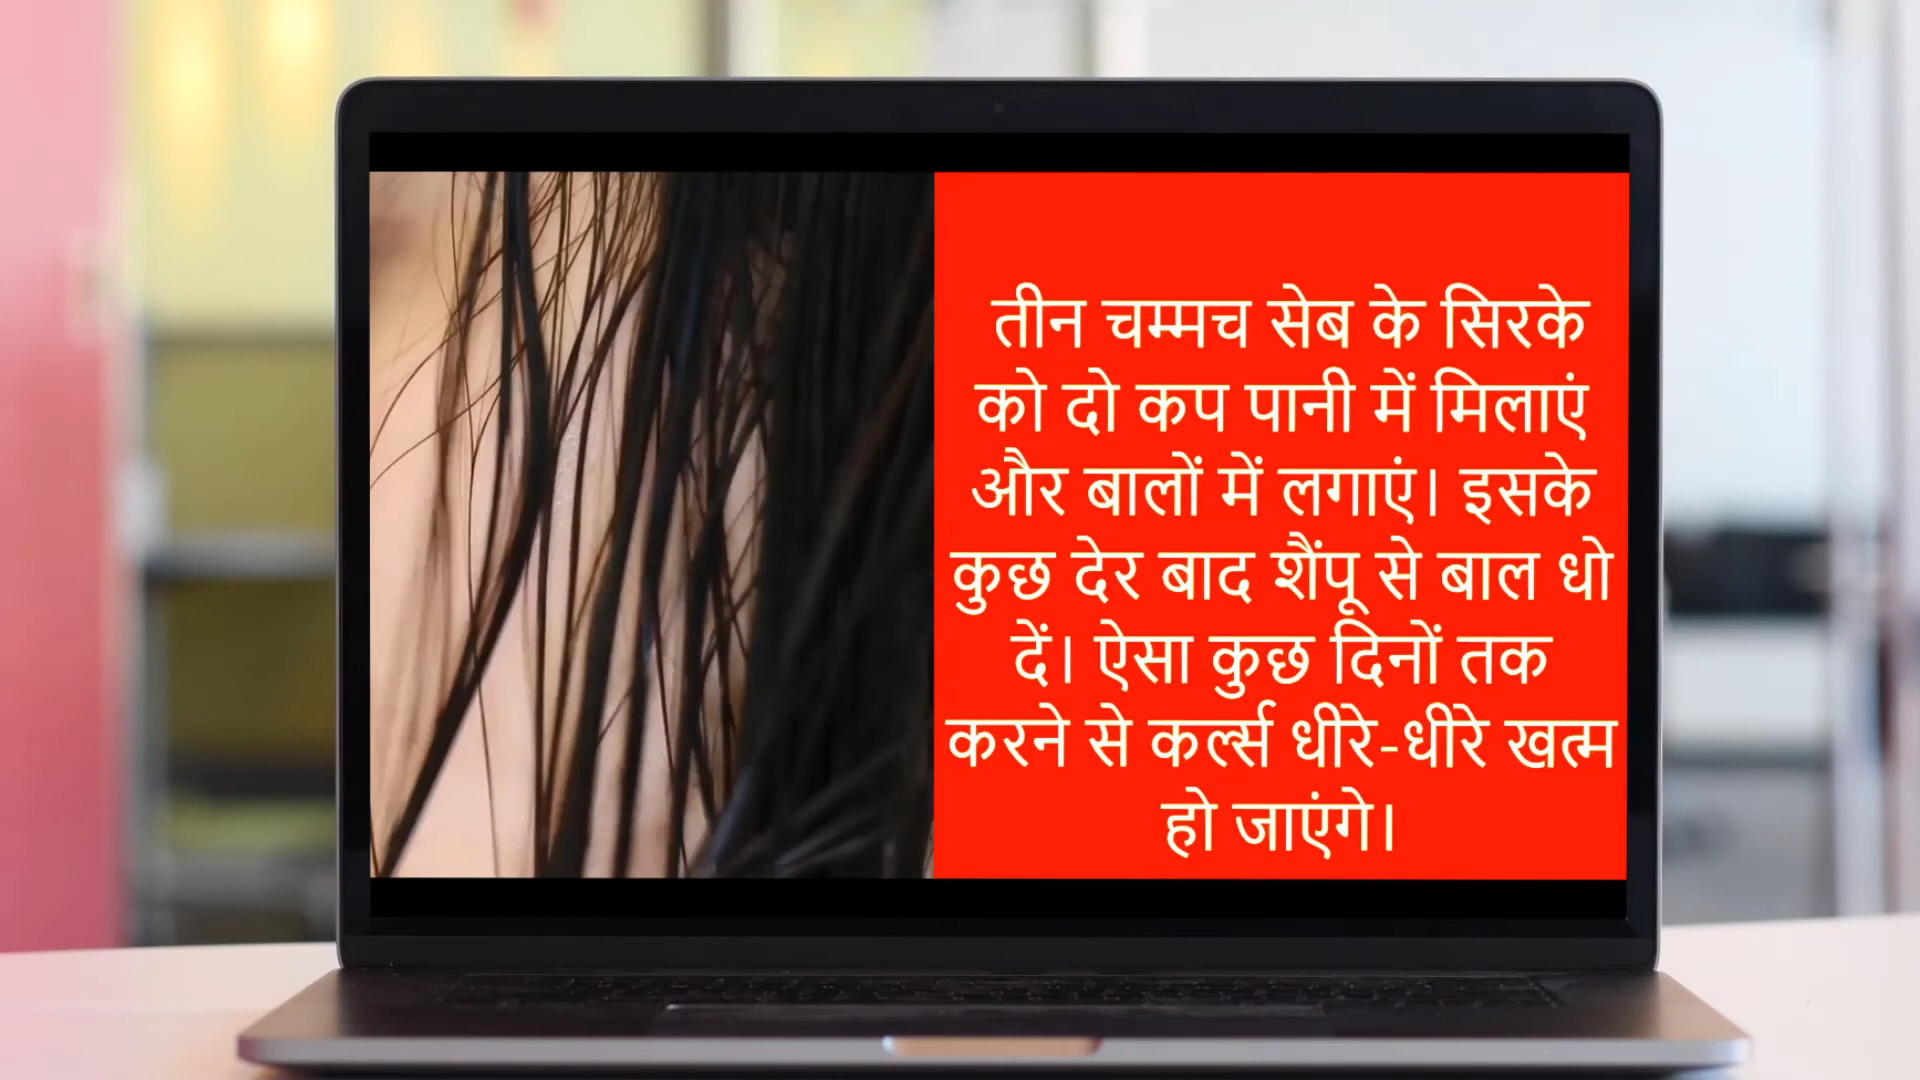 तीन चम्मच सेब के सिरके
को दो कप पानी में मिलाएं
और बालों में लगाएं। इसके
कुछ देर बाद शैंपू से बाल धो
दें। ऐसा कुछ दिनों तक
करने से कर्ल्स धीरे-धीरे खत्म
हो जाएंगे।